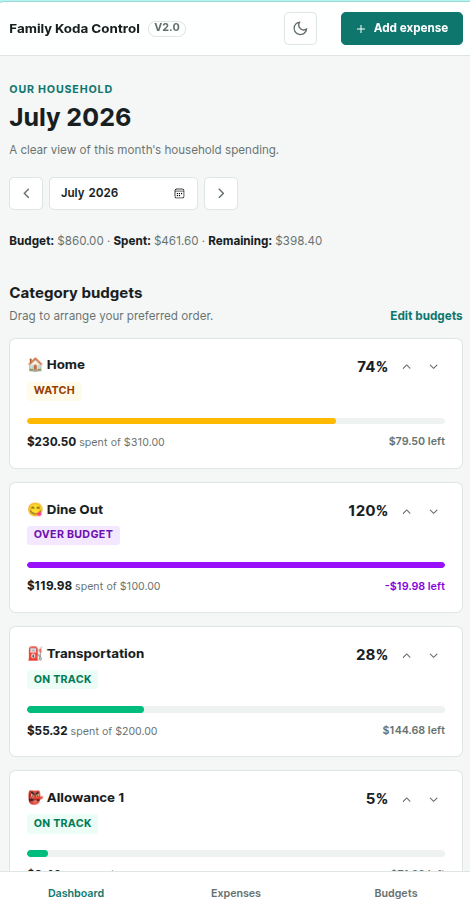 Family Koda Control V2.0 + Add expense
OUR HOUSEHOLD
July 2026
A clear view of this month's household spending.
July 2026
Budget: $860.00 · Spent: $461.60 · Remaining: $398.40
Category budgets
Drag to arrange your preferred order. Edit budgets
Home 74%
WATCH
$230.50 spent of $310.00 $79.50 left
Dine Out 120%
OVER BUDGET
$119.98 spent of $100.00 -$19.98 left
Transportation 28%
ON TRACK
$55.32 spent of $200.00 $144.68 left
Allowance 1 5%
ON TRACK
Dashboard Expenses Budgets